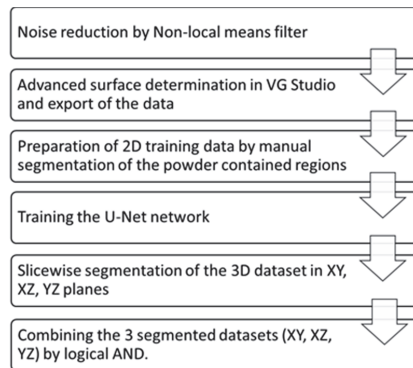 Noise reduction by Non-local means filter
Advanced surface determination in VG Studio
and export of the data
Preparation of 2D training data by manual
segmentation of the powder contained regions
Training the U-Net network
Slicewise segmentation of the 3D dataset in XY,
XZ, YZ planes
Combining the 3 segmented datasets (XY, XZ,
YZ) by logical AND.